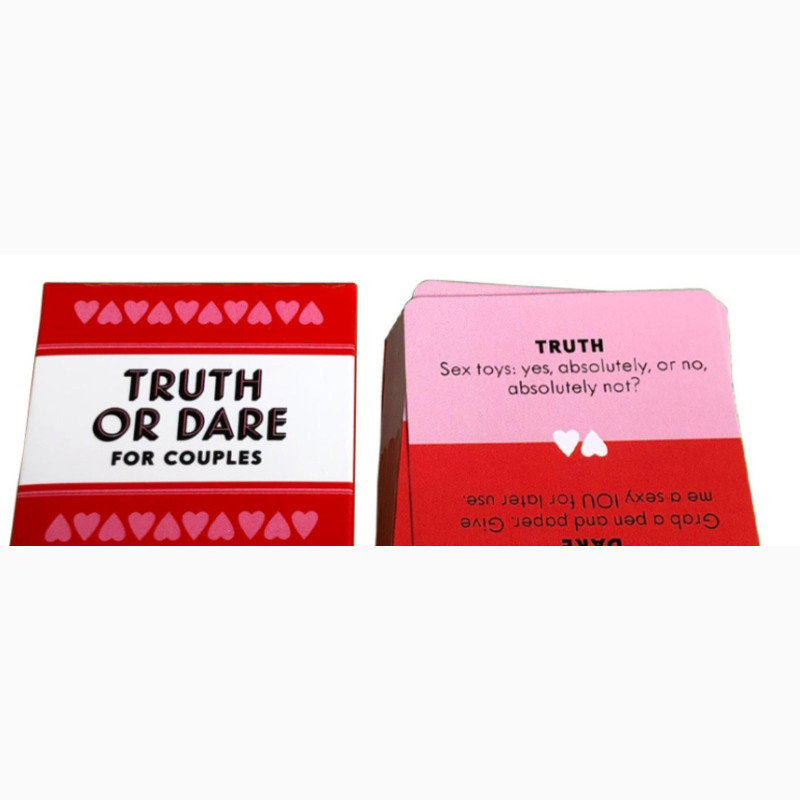 TRUTH
OR DARE
FOR COUPLES
TRUTH
Sex toys: yes, absolutely, or no,
absolutely not?
DARE
Grab a pen and paper. Give
me a sexy IOU for later use.